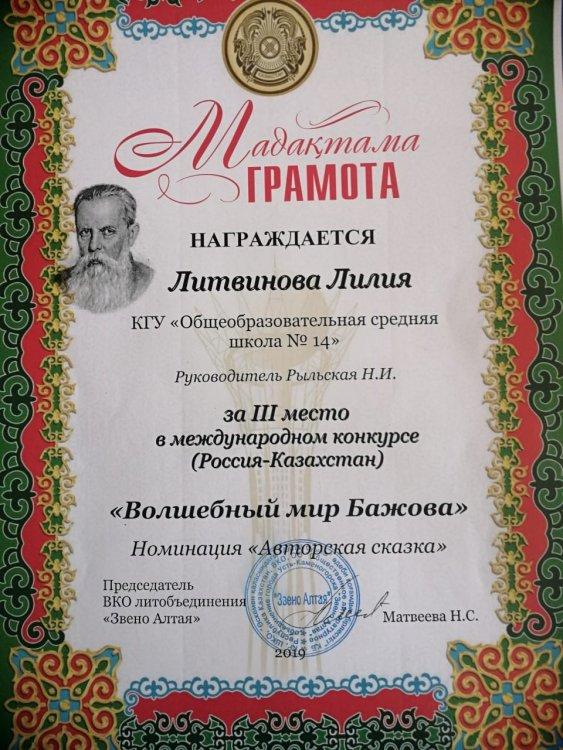 Мадақтама
ГРАМОТА
НАГРАЖДАЕТСЯ
Литвинова Лилия
КГУ «Общеобразовательная средняя
школа № 14»
Руководитель Рыльская Н.И.
за III место
в международном конкурсе
(Россия-Казахстан)
«Волшебный мир Бажова»
Номинация «Авторская сказка»
Председатель
ВКО литобъединения
«Звено Алтая»
"Звено Алтая"
Матвеева Н.С.
2019